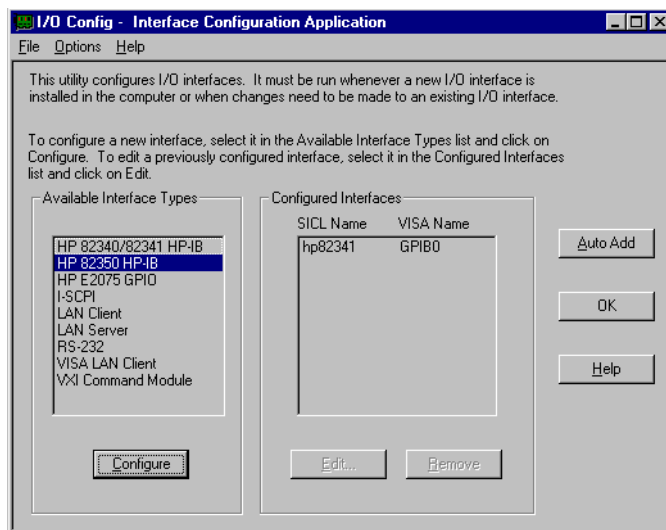 I/O Config - Interface Configuration Application
File Options Help
This utility configures I/O interfaces. It must be run whenever a new I/O interface is
installed in the computer or when changes need to be made to an existing I/O interface.
To configure a new interface, select it in the Available Interface Types list and click on
Configure. To edit a previously configured interface, select it in the Configured Interfaces
list and click on Edit.
Available Interface Types
HP 82340/82341 HP-IB
HP 82350 HP-IB
HP E2075 GPIO
I-SCPI
LAN Client
LAN Server
RS-232
VISA LAN Client
VXI Command Module
Configure
Configured Interfaces
SICL Name VISA Name
hp82341 GPIB0
Edit... Remove
Auto Add
OK
Help